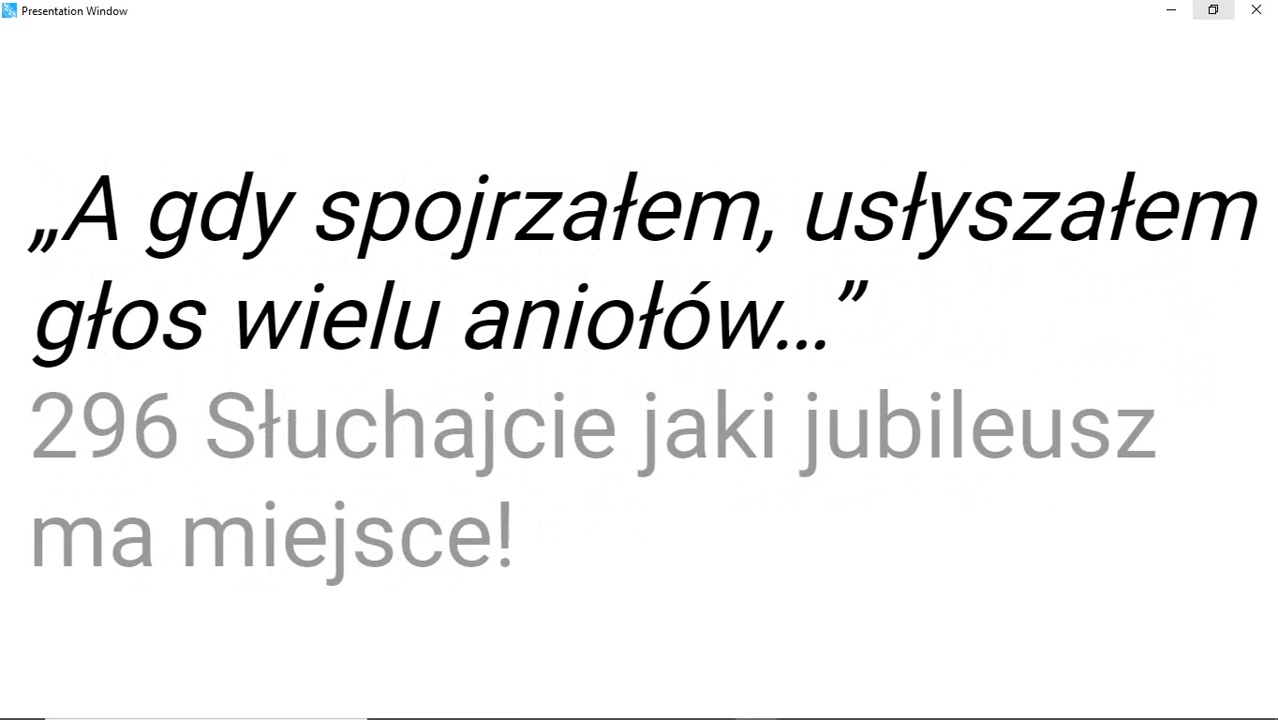 Presentation Window
„A gdy spojrzałem, usłyszałem
głos wielu aniołów...”
296 Słuchajcie jaki jubileusz
ma miejsce!